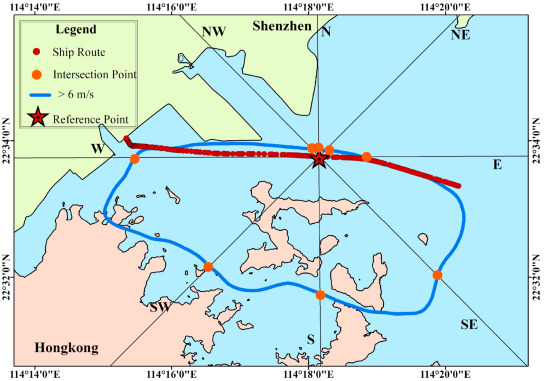 114°14'0"E 114°16'0"E 114°18'0"E 114°20'0"E
NW Shenzhen N NE
Legend
Ship Route
Intersection Point
> 6 m/s
Reference Point
22°34'0"N 22°34'0"N
W E
22°32'0"N 22°32'0"N
SW S SE
Hongkong
114°14'0"E 114°16'0"E 114°18'0"E 114°20'0"E